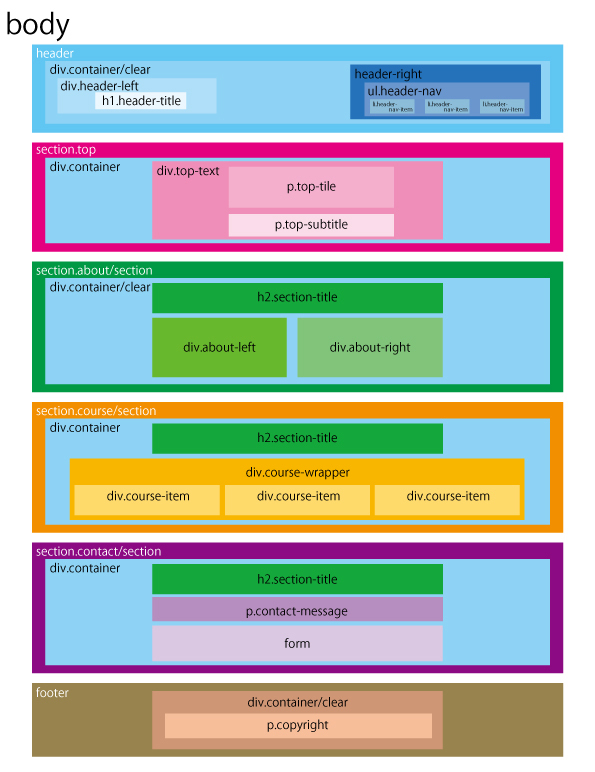 body
header
div.container/clear
div.header-left
h1.header-title
header-right
ul.header-nav
li.header-
nav-item
li.header-
nav-item
li.header-
nav-item
section.top
div.container
div.top-text
p.top-tile
p.top-subtitle
section.about/section
div.container/clear
h2.section-title
div.about-left
div.about-right
section.course/section
div.container
h2.section-title
div.course-wrapper
div.course-item
div.course-item
div.course-item
section.contact/section
div.container
h2.section-title
p.contact-message
form
footer
div.container/clear
p.copyright